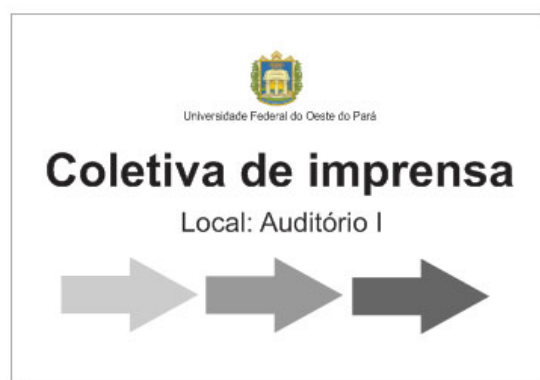 Universidade Federal do Oeste do Pará
Coletiva de imprensa
Local: Auditório I